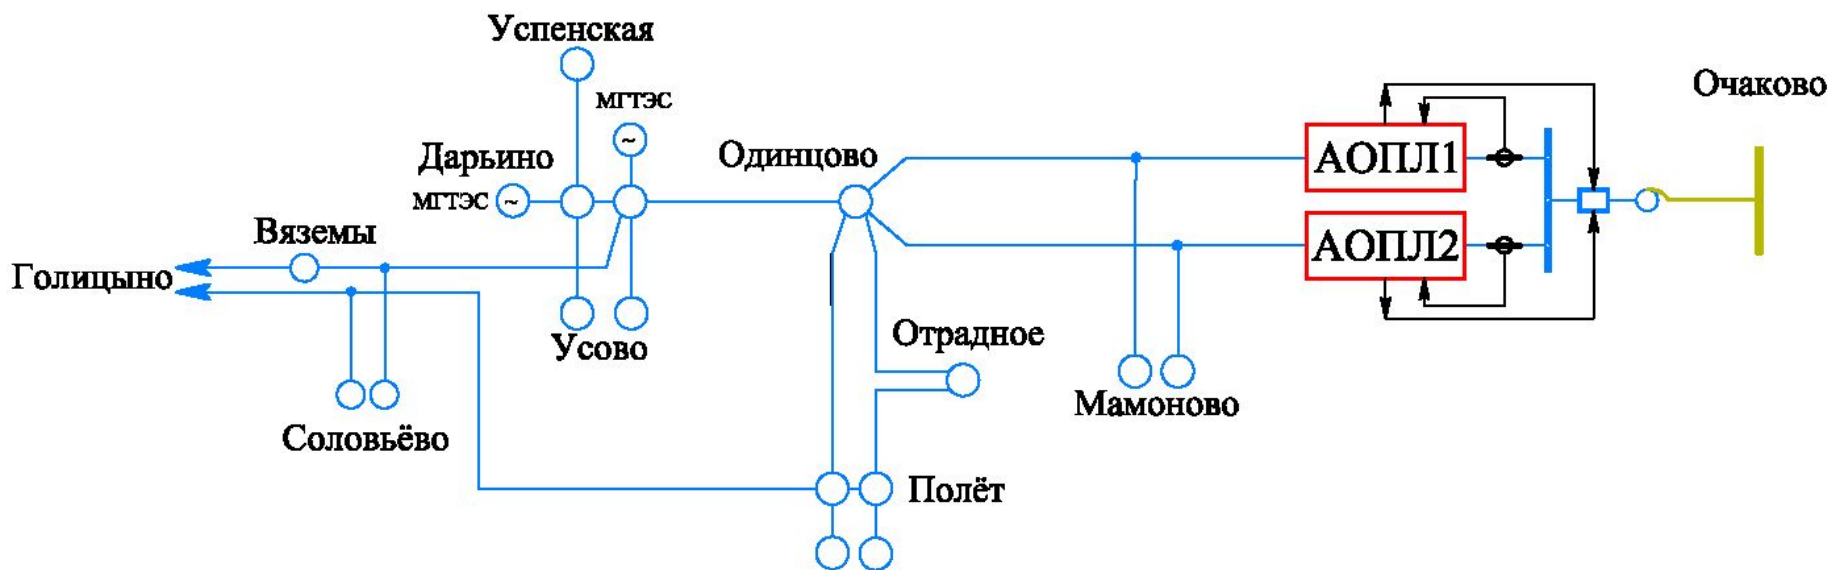 Успенская
МГТЭС
Очаково
Дарьино
Одинцово
АОПЛ1
МГТЭС
~
~
Вяземы
АОПЛ2
Голицыно
Усово
Отрадное
Мамоново
Соловьёво
Полёт